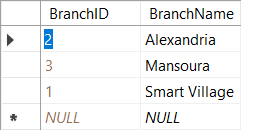 BranchID BranchName
2 Alexandria
3 Mansoura
1 Smart Village
NULL NULL